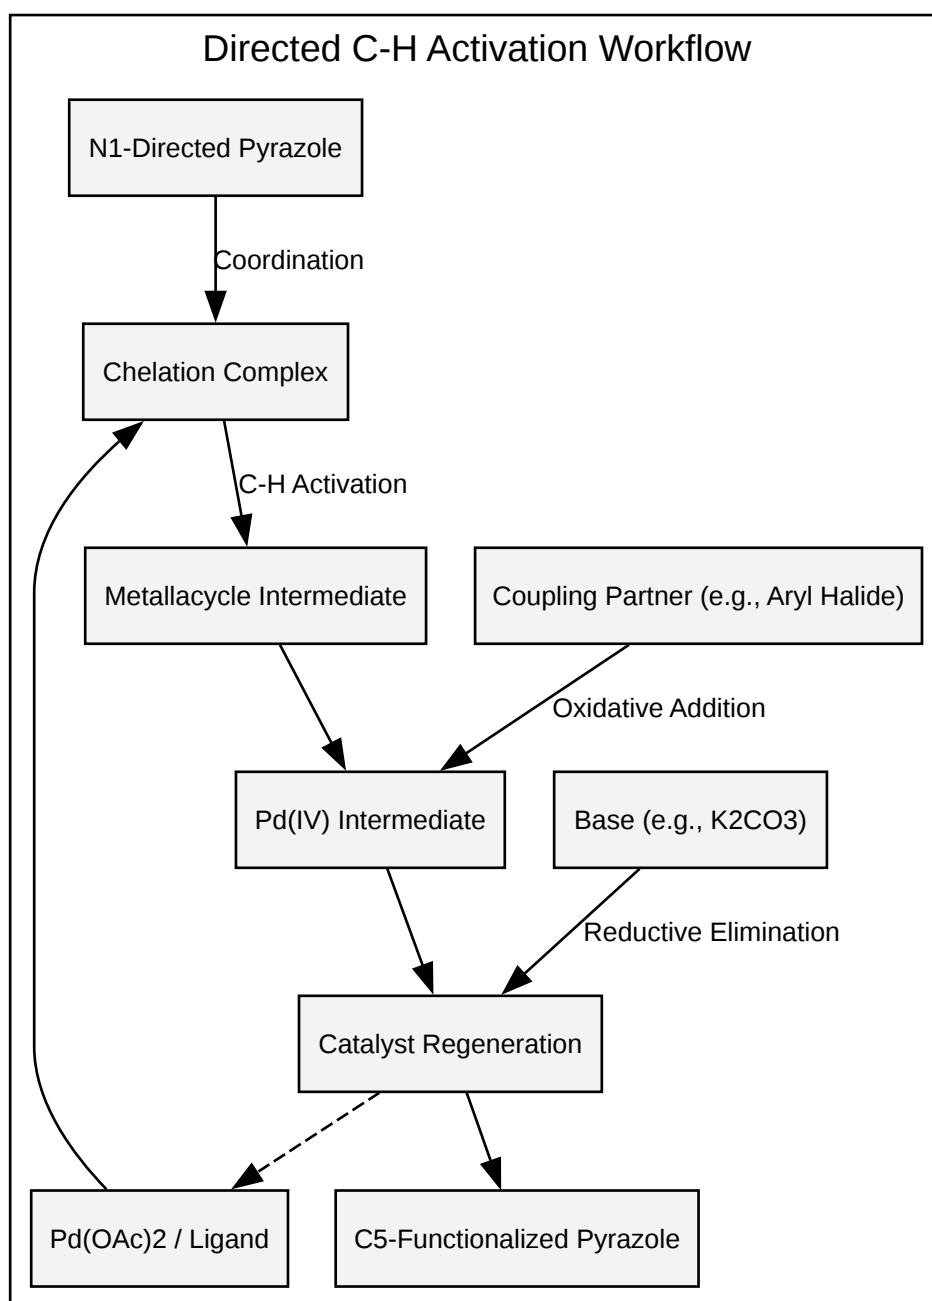 Directed C-H Activation Workflow
N1-Directed Pyrazole
Coordination
Chelation Complex
C-H Activation
Metallacycle Intermediate
Coupling Partner (e.g., Aryl Halide)
Oxidative Addition
Pd(IV) Intermediate
Base (e.g., K2CO3)
Reductive Elimination
Catalyst Regeneration
Pd(OAc)2 / Ligand
C5-Functionalized Pyrazole